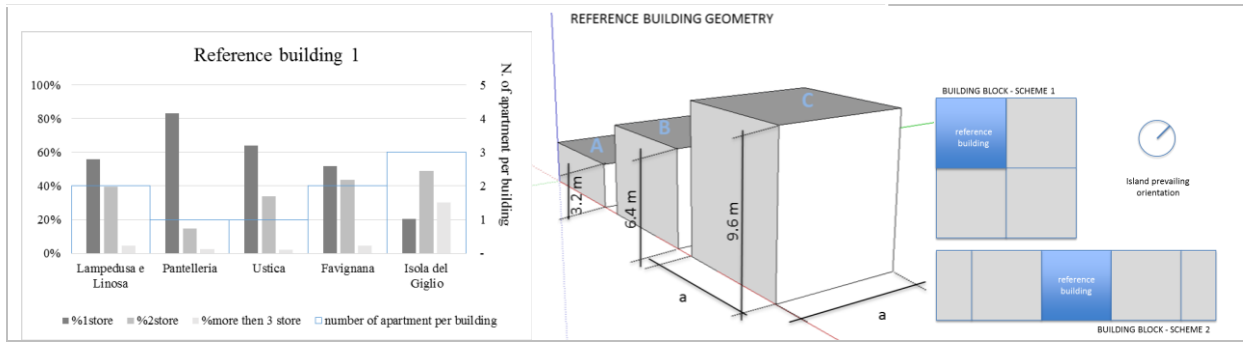 Reference building 1
100%
80%
60%
40%
20%
0%
5
4
3
2
1
-
N. of apartment per building
Lampedusa e
Linosa
Pantelleria
Ustica
Favignana
Isola del
Giglio
%1store
%2store
%more then 3 store
number of apartment per building
REFERENCE BUILDING GEOMETRY
A
B
C
3.2 m
6.4 m
9.6 m
a
a
BUILDING BLOCK - SCHEME 1
reference
building
Island prevailing
orientation
reference
building
BUILDING BLOCK - SCHEME 2